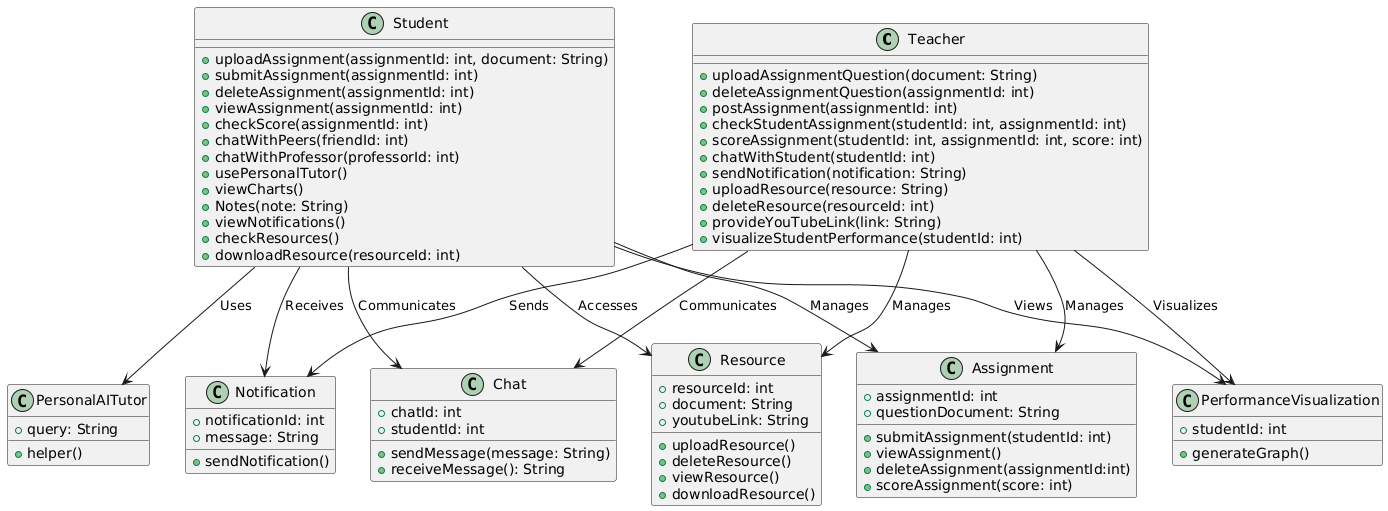 C Student
uploadAssignment(assignmentId: int, document: String)
submitAssignment(assignmentId: int)
deleteAssignment(assignmentId: int)
viewAssignment(assignmentId: int)
checkScore(assignmentId: int)
chatWithPeers(friendId: int)
chatWithProfessor(professorId: int)
usePersonalTutor()
viewCharts()
Notes(note: String)
viewNotifications()
checkResources()
downloadResource(resourceId: int)
C Teacher
uploadAssignmentQuestion(document: String)
deleteAssignmentQuestion(assignmentId: int)
postAssignment(assignmentId: int)
checkStudentAssignment(studentId: int, assignmentId: int)
scoreAssignment(studentId: int, assignmentId: int, score: int)
chatWithStudent(studentId: int)
sendNotification(notification: String)
uploadResource(resource: String)
deleteResource(resourceId: int)
provideYouTubeLink(link: String)
visualizeStudentPerformance(studentId: int)
Uses
Receives
Communicates
Sends
Accesses
Communicates
Manages
Manages
Views
Manages
Visualizes
C PersonalAITutor
query: String
helper()
C Notification
notificationId: int
message: String
sendNotification()
C Chat
chatId: int
studentId: int
sendMessage(message: String)
receiveMessage(): String
C Resource
resourceId: int
document: String
youtubeLink: String
uploadResource()
deleteResource()
viewResource()
downloadResource()
C Assignment
assignmentId: int
questionDocument: String
submitAssignment(studentId: int)
viewAssignment()
deleteAssignment(assignmentId:int)
scoreAssignment(score: int)
C PerformanceVisualization
studentId: int
generateGraph()